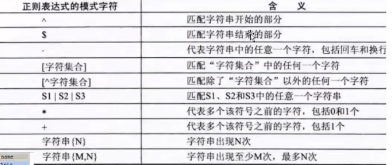 正则表达式的模式字符 含 义
^ 匹配字符串开始的部分
$ 匹配字符串结束的部分
. 代表字符串中的任意一个字符，包括回车和换行
[字符集合] 匹配“字符集合”中的任何一个字符
[^字符集合] 匹配除了“字符集合”以外的任何一个字符
S1|S2|S3 匹配S1、S2和S3中的任意一个字符串
* 代表多个该符号之前的字符，包括0和1个
+ 代表多个该符号之前的字符，包括1个
字符串{N} 字符串出现N次
字符串{M,N} 字符串出现至少M次，最多N次
name